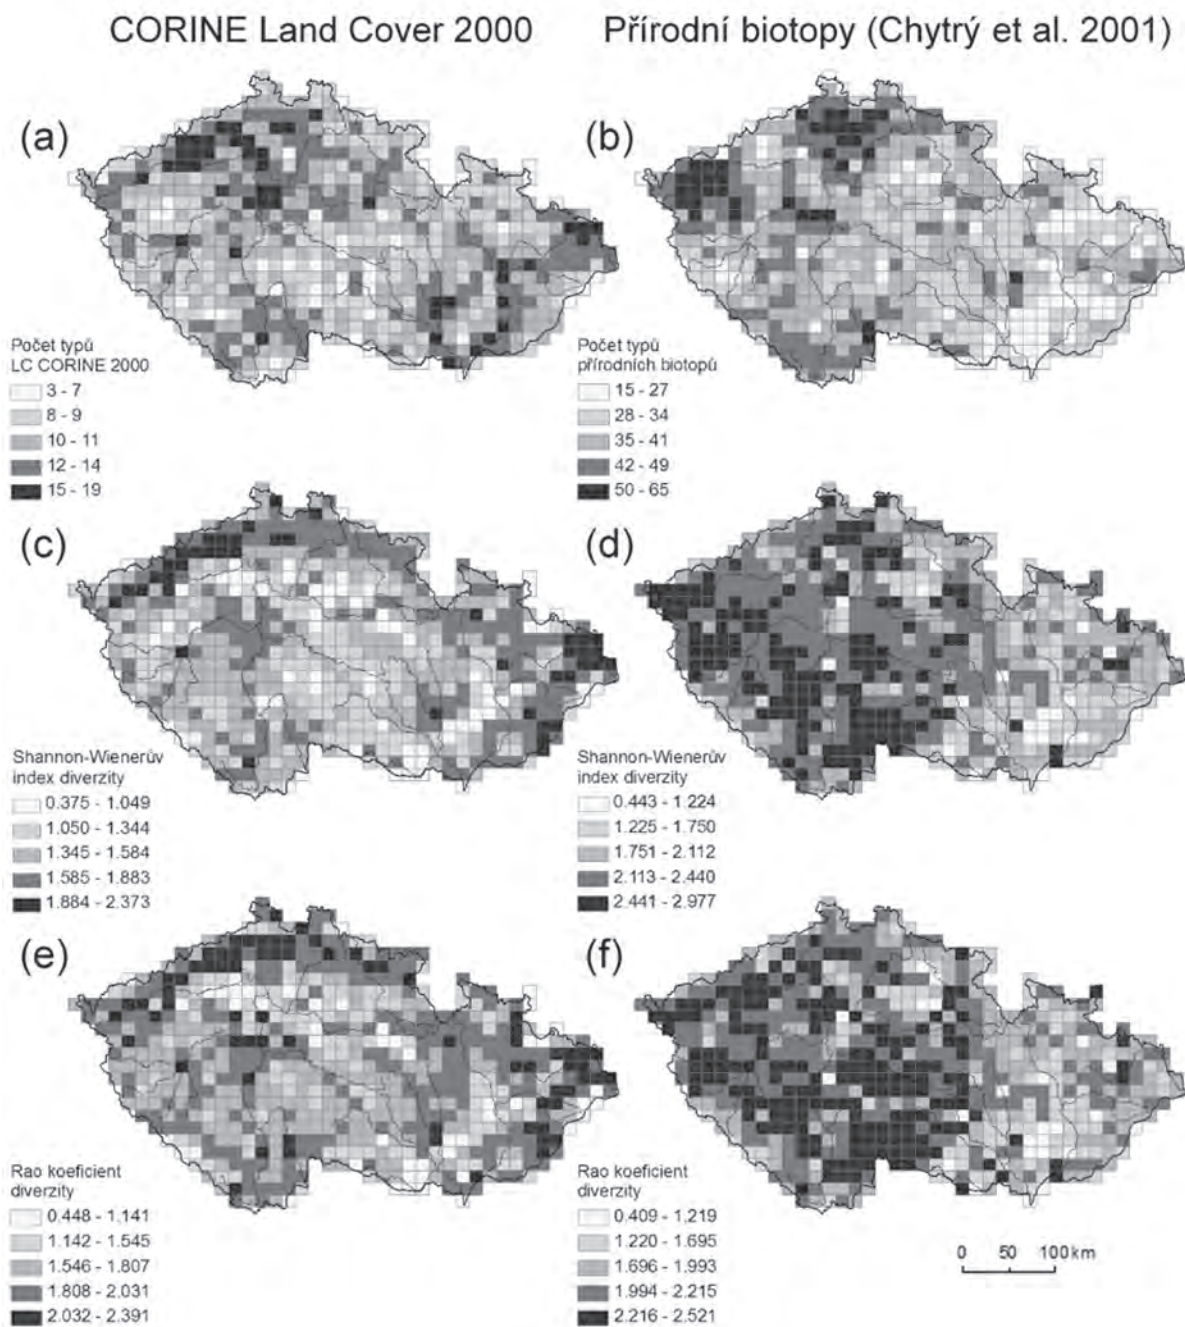 CORINE Land Cover 2000
Přírodní biotopy (Chytrý et al. 2001)
(a)
Počet typů
LC CORINE 2000
3 - 7
8 - 9
10 - 11
12 - 14
15 - 19
(b)
Počet typů
přírodních biotopů
15 - 27
28 - 34
35 - 41
42 - 49
50 - 65
(c)
Shannon-Wienerův
index diverzity
0.375 - 1.049
1.050 - 1.344
1.345 - 1.584
1.585 - 1.883
1.884 - 2.373
(d)
Shannon-Wienerův
index diverzity
0.443 - 1.224
1.225 - 1.750
1.751 - 2.112
2.113 - 2.440
2.441 - 2.977
(e)
Rao koeficient
diverzity
0.448 - 1,141
1.142 - 1.545
1.546 - 1.807
1.808 - 2.031
2.032 - 2.391
(f)
Rao koeficient
diverzity
0.409 - 1,219
1.220 - 1.695
1.696 - 1.993
1.994 - 2.215
2.216 - 2.521
0 50 100 km